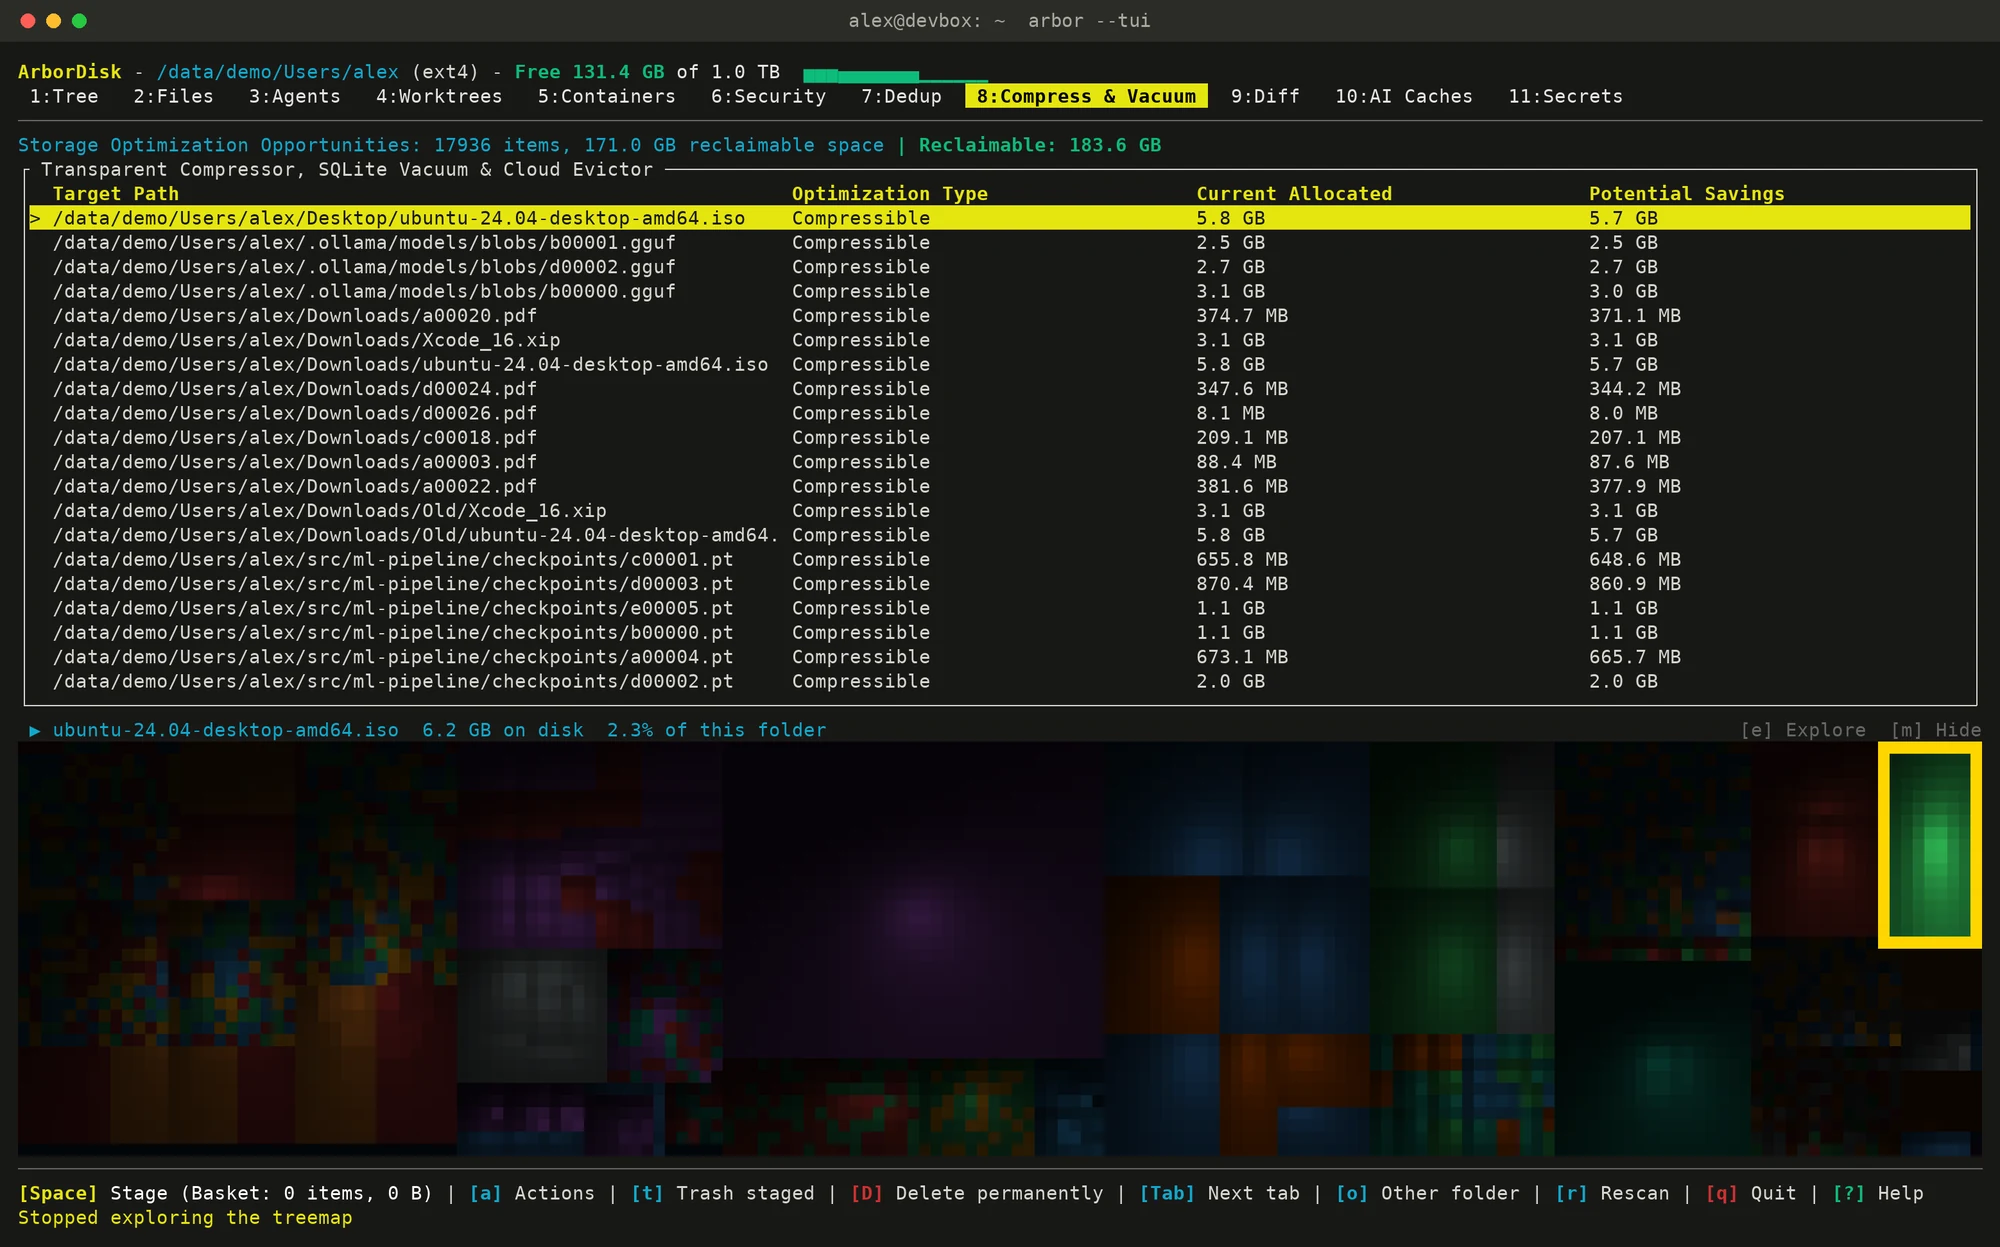 alex@devbox: ~  arbor --tui
ArborDisk - /data/demo/Users/alex (ext4) - Free 131.4 GB of 1.0 TB
1:Tree 2:Files 3:Agents 4:Worktrees 5:Containers 6:Security 7:Dedup 8:Compress & Vacuum 9:Diff 10:AI Caches 11:Secrets
Storage Optimization Opportunities: 17936 items, 171.0 GB reclaimable space | Reclaimable: 183.6 GB
Transparent Compressor, SQLite Vacuum & Cloud Evictor
Target Path Optimization Type Current Allocated Potential Savings
> /data/demo/Users/alex/Desktop/ubuntu-24.04-desktop-amd64.iso Compressible 5.8 GB 5.7 GB
/data/demo/Users/alex/.ollama/models/blobs/b00001.gguf Compressible 2.5 GB 2.5 GB
/data/demo/Users/alex/.ollama/models/blobs/d00002.gguf Compressible 2.7 GB 2.7 GB
/data/demo/Users/alex/.ollama/models/blobs/b00000.gguf Compressible 3.1 GB 3.0 GB
/data/demo/Users/alex/Downloads/a00020.pdf Compressible 374.7 MB 371.1 MB
/data/demo/Users/alex/Downloads/Xcode_16.xip Compressible 3.1 GB 3.1 GB
/data/demo/Users/alex/Downloads/ubuntu-24.04-desktop-amd64.iso Compressible 5.8 GB 5.7 GB
/data/demo/Users/alex/Downloads/d00024.pdf Compressible 347.6 MB 344.2 MB
/data/demo/Users/alex/Downloads/d00026.pdf Compressible 8.1 MB 8.0 MB
/data/demo/Users/alex/Downloads/c00018.pdf Compressible 209.1 MB 207.1 MB
/data/demo/Users/alex/Downloads/a00003.pdf Compressible 88.4 MB 87.6 MB
/data/demo/Users/alex/Downloads/a00022.pdf Compressible 381.6 MB 377.9 MB
/data/demo/Users/alex/Downloads/Old/Xcode_16.xip Compressible 3.1 GB 3.1 GB
/data/demo/Users/alex/Downloads/Old/ubuntu-24.04-desktop-amd64. Compressible 5.8 GB 5.7 GB
/data/demo/Users/alex/src/ml-pipeline/checkpoints/c00001.pt Compressible 655.8 MB 648.6 MB
/data/demo/Users/alex/src/ml-pipeline/checkpoints/d00003.pt Compressible 870.4 MB 860.9 MB
/data/demo/Users/alex/src/ml-pipeline/checkpoints/e00005.pt Compressible 1.1 GB 1.1 GB
/data/demo/Users/alex/src/ml-pipeline/checkpoints/b00000.pt Compressible 1.1 GB 1.1 GB
/data/demo/Users/alex/src/ml-pipeline/checkpoints/a00004.pt Compressible 673.1 MB 665.7 MB
/data/demo/Users/alex/src/ml-pipeline/checkpoints/d00002.pt Compressible 2.0 GB 2.0 GB
▶ ubuntu-24.04-desktop-amd64.iso 6.2 GB on disk 2.3% of this folder [e] Explore [m] Hide
[Space] Stage (Basket: 0 items, 0 B) | [a] Actions | [t] Trash staged | [D] Delete permanently | [Tab] Next tab | [o] Other folder | [r] Rescan | [q] Quit | [?] Help
Stopped exploring the treemap